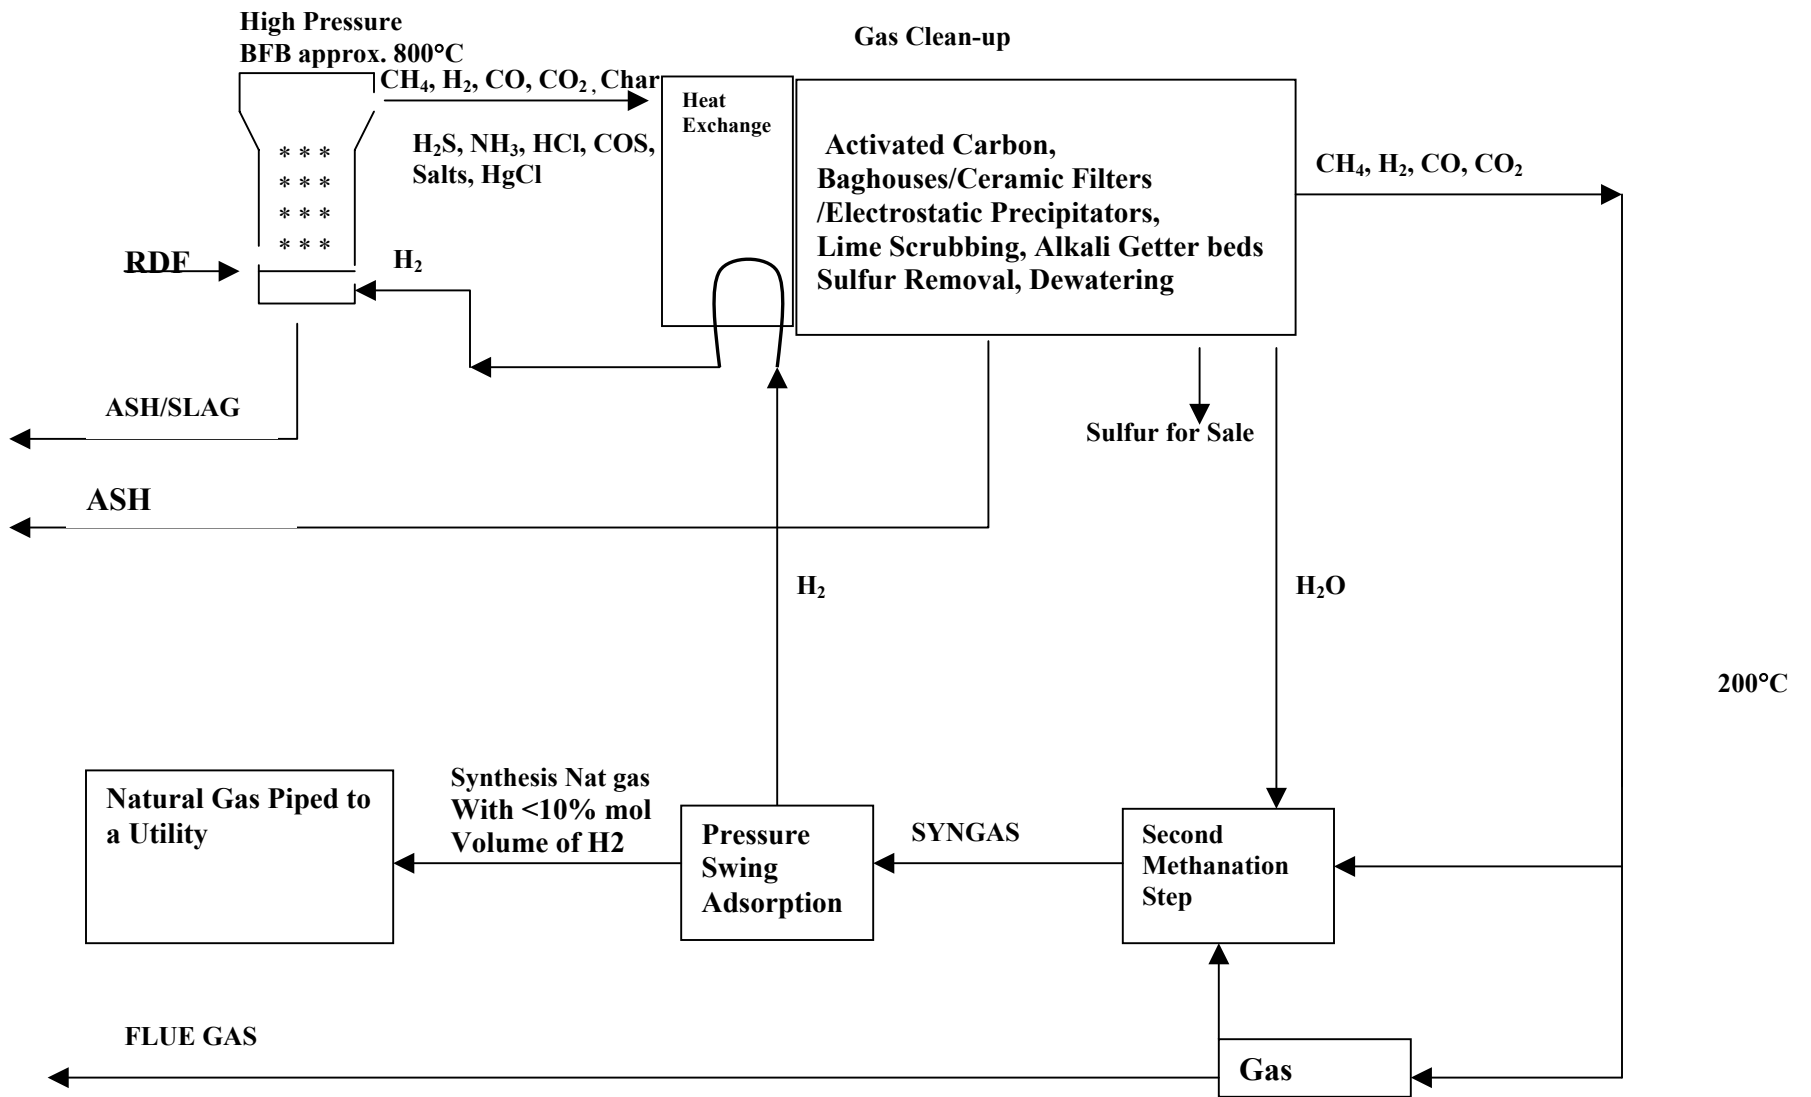 High Pressure
BFB approx. 800°C
Gas Clean-up
CH₄, H₂, CO, CO₂ , Char
H₂S, NH₃, HCl, COS,
Salts, HgCl
Heat
Exchange
Activated Carbon,
Baghouses/Ceramic Filters
/Electrostatic Precipitators,
Lime Scrubbing, Alkali Getter beds
Sulfur Removal, Dewatering
CH₄, H₂, CO, CO₂
* * *
* * *
* * *
* * *
RDF
H₂
ASH/SLAG
Sulfur for Sale
ASH
H₂
H₂O
200°C
Natural Gas Piped to
a Utility
Synthesis Nat gas
With <10% mol
Volume of H2
Pressure
Swing
Adsorption
SYNGAS
Second
Methanation
Step
FLUE GAS
Gas